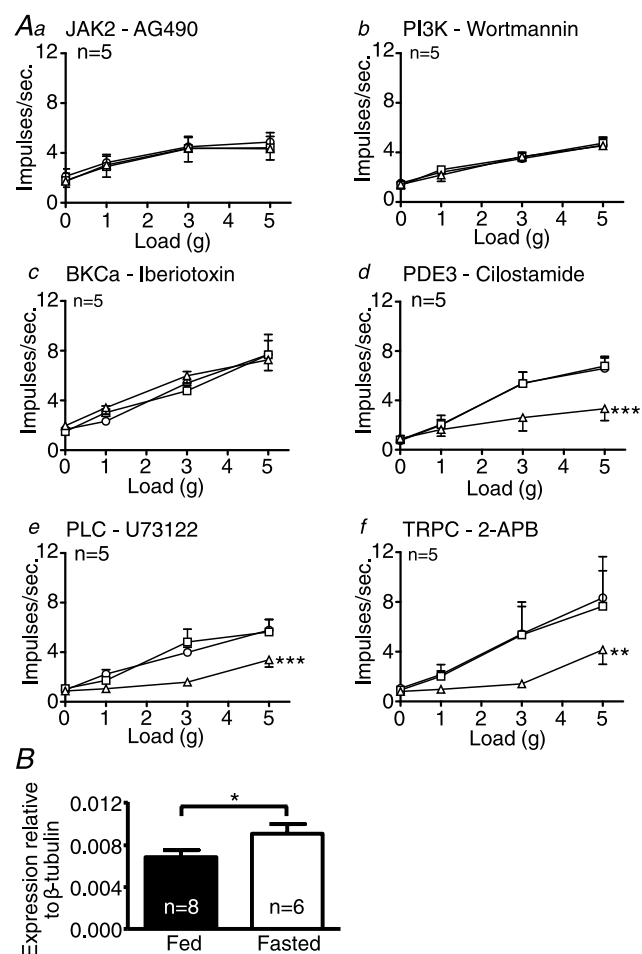 Aa JAK2 - AG490
n=5
12
8
4
0
Impulses/sec.
0 1 2 3 4 5
Load (g)
b PI3K - Wortmannin
n=5
12
8
4
0
Impulses/sec.
0 1 2 3 4 5
Load (g)
c BKCa - Iberiotoxin
n=5
12
8
4
0
Impulses/sec.
0 1 2 3 4 5
Load (g)
d PDE3 - Cilostamide
n=5
12
8
4
0
Impulses/sec.
***
0 1 2 3 4 5
Load (g)
e PLC - U73122
n=5
12
8
4
0
Impulses/sec.
***
0 1 2 3 4 5
Load (g)
f TRPC - 2-APB
n=5
12
8
4
0
Impulses/sec.
**
0 1 2 3 4 5
Load (g)
B
Expression relative
to β-tubulin
0.012
0.008
0.004
0.000
*
n=8 n=6
Fed Fasted